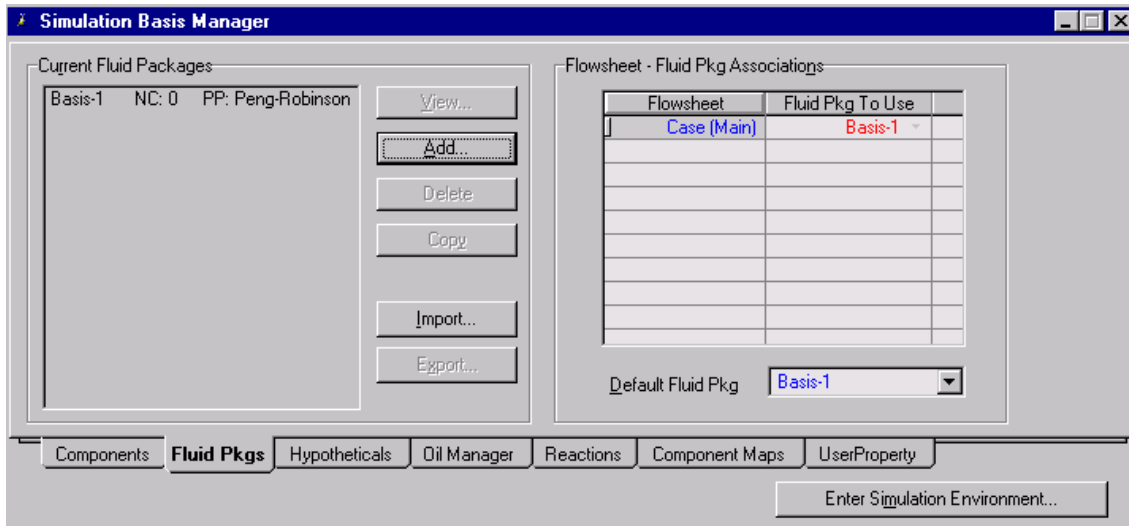 Simulation Basis Manager
Current Fluid Packages
Basis-1 NC: 0 PP: Peng-Robinson
View...
Add...
Delete
Copy
Import...
Export...
Flowsheet - Fluid Pkg Associations
Flowsheet Fluid Pkg To Use
Case (Main) Basis-1
Default Fluid Pkg Basis-1
Components Fluid Pkgs Hypotheticals Oil Manager Reactions Component Maps UserProperty
Enter Simulation Environment...